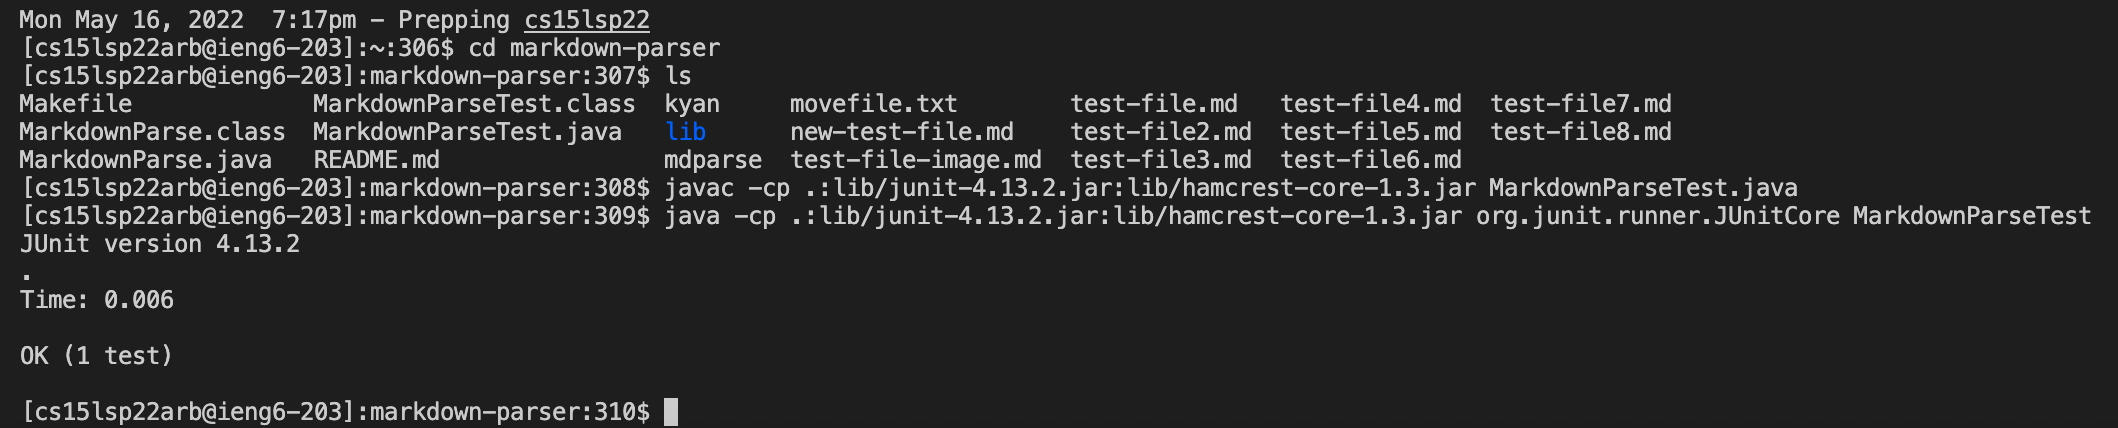 Mon May 16, 2022  7:17pm - Prepping cs15lsp22
[cs15lsp22arb@ieng6-203]:~:306$ cd markdown-parser
[cs15lsp22arb@ieng6-203]:markdown-parser:307$ ls
Makefile             MarkdownParseTest.class  kyan     movefile.txt        test-file.md   test-file4.md  test-file7.md
MarkdownParse.class  MarkdownParseTest.java   lib      new-test-file.md    test-file2.md  test-file5.md  test-file8.md
MarkdownParse.java   README.md                mdparse  test-file-image.md  test-file3.md  test-file6.md
[cs15lsp22arb@ieng6-203]:markdown-parser:308$ javac -cp .:lib/junit-4.13.2.jar:lib/hamcrest-core-1.3.jar MarkdownParseTest.java
[cs15lsp22arb@ieng6-203]:markdown-parser:309$ java -cp .:lib/junit-4.13.2.jar:lib/hamcrest-core-1.3.jar org.junit.runner.JUnitCore MarkdownParseTest
JUnit version 4.13.2
.
Time: 0.006
OK (1 test)
[cs15lsp22arb@ieng6-203]:markdown-parser:310$